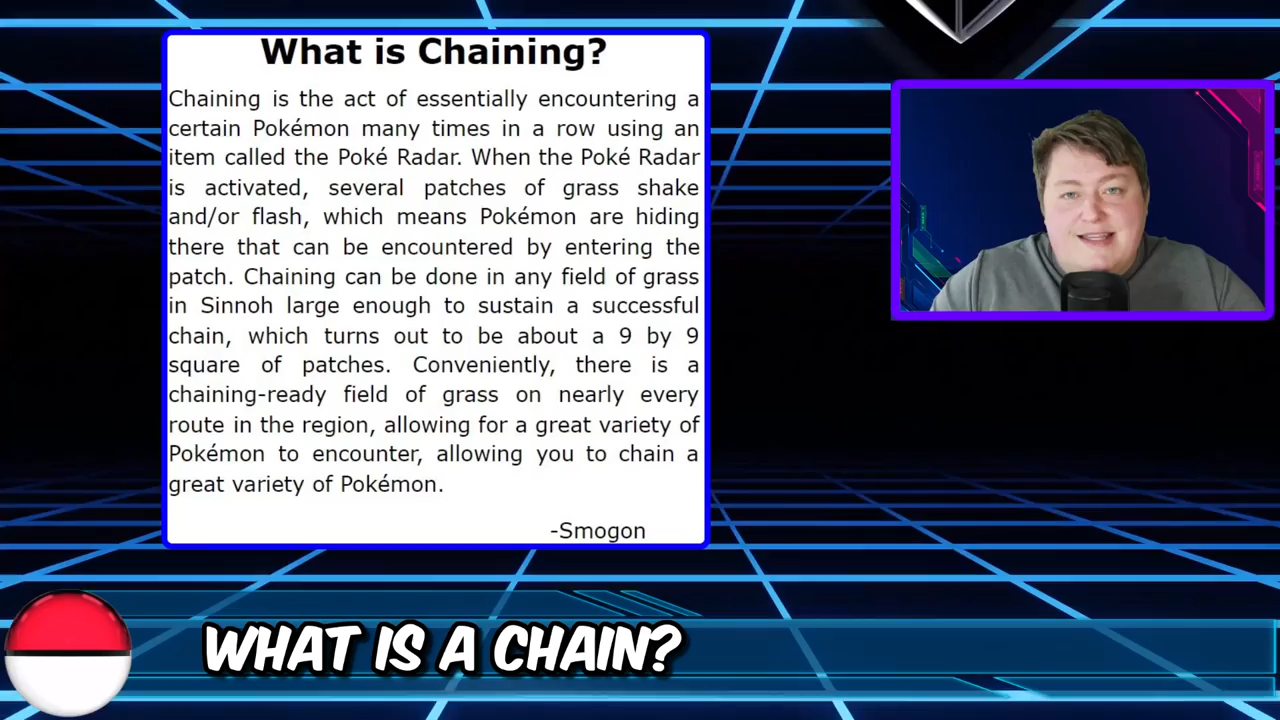 What is Chaining?
Chaining is the act of essentially encountering a
certain Pokémon many times in a row using an
item called the Poké Radar. When the Poké Radar
is activated, several patches of grass shake
and/or flash, which means Pokémon are hiding
there that can be encountered by entering the
patch. Chaining can be done in any field of grass
in Sinnoh large enough to sustain a successful
chain, which turns out to be about a 9 by 9
square of patches. Conveniently, there is a
chaining-ready field of grass on nearly every
route in the region, allowing for a great variety of
Pokémon to encounter, allowing you to chain a
great variety of Pokémon.
-Smogon
WHAT IS A CHAIN?